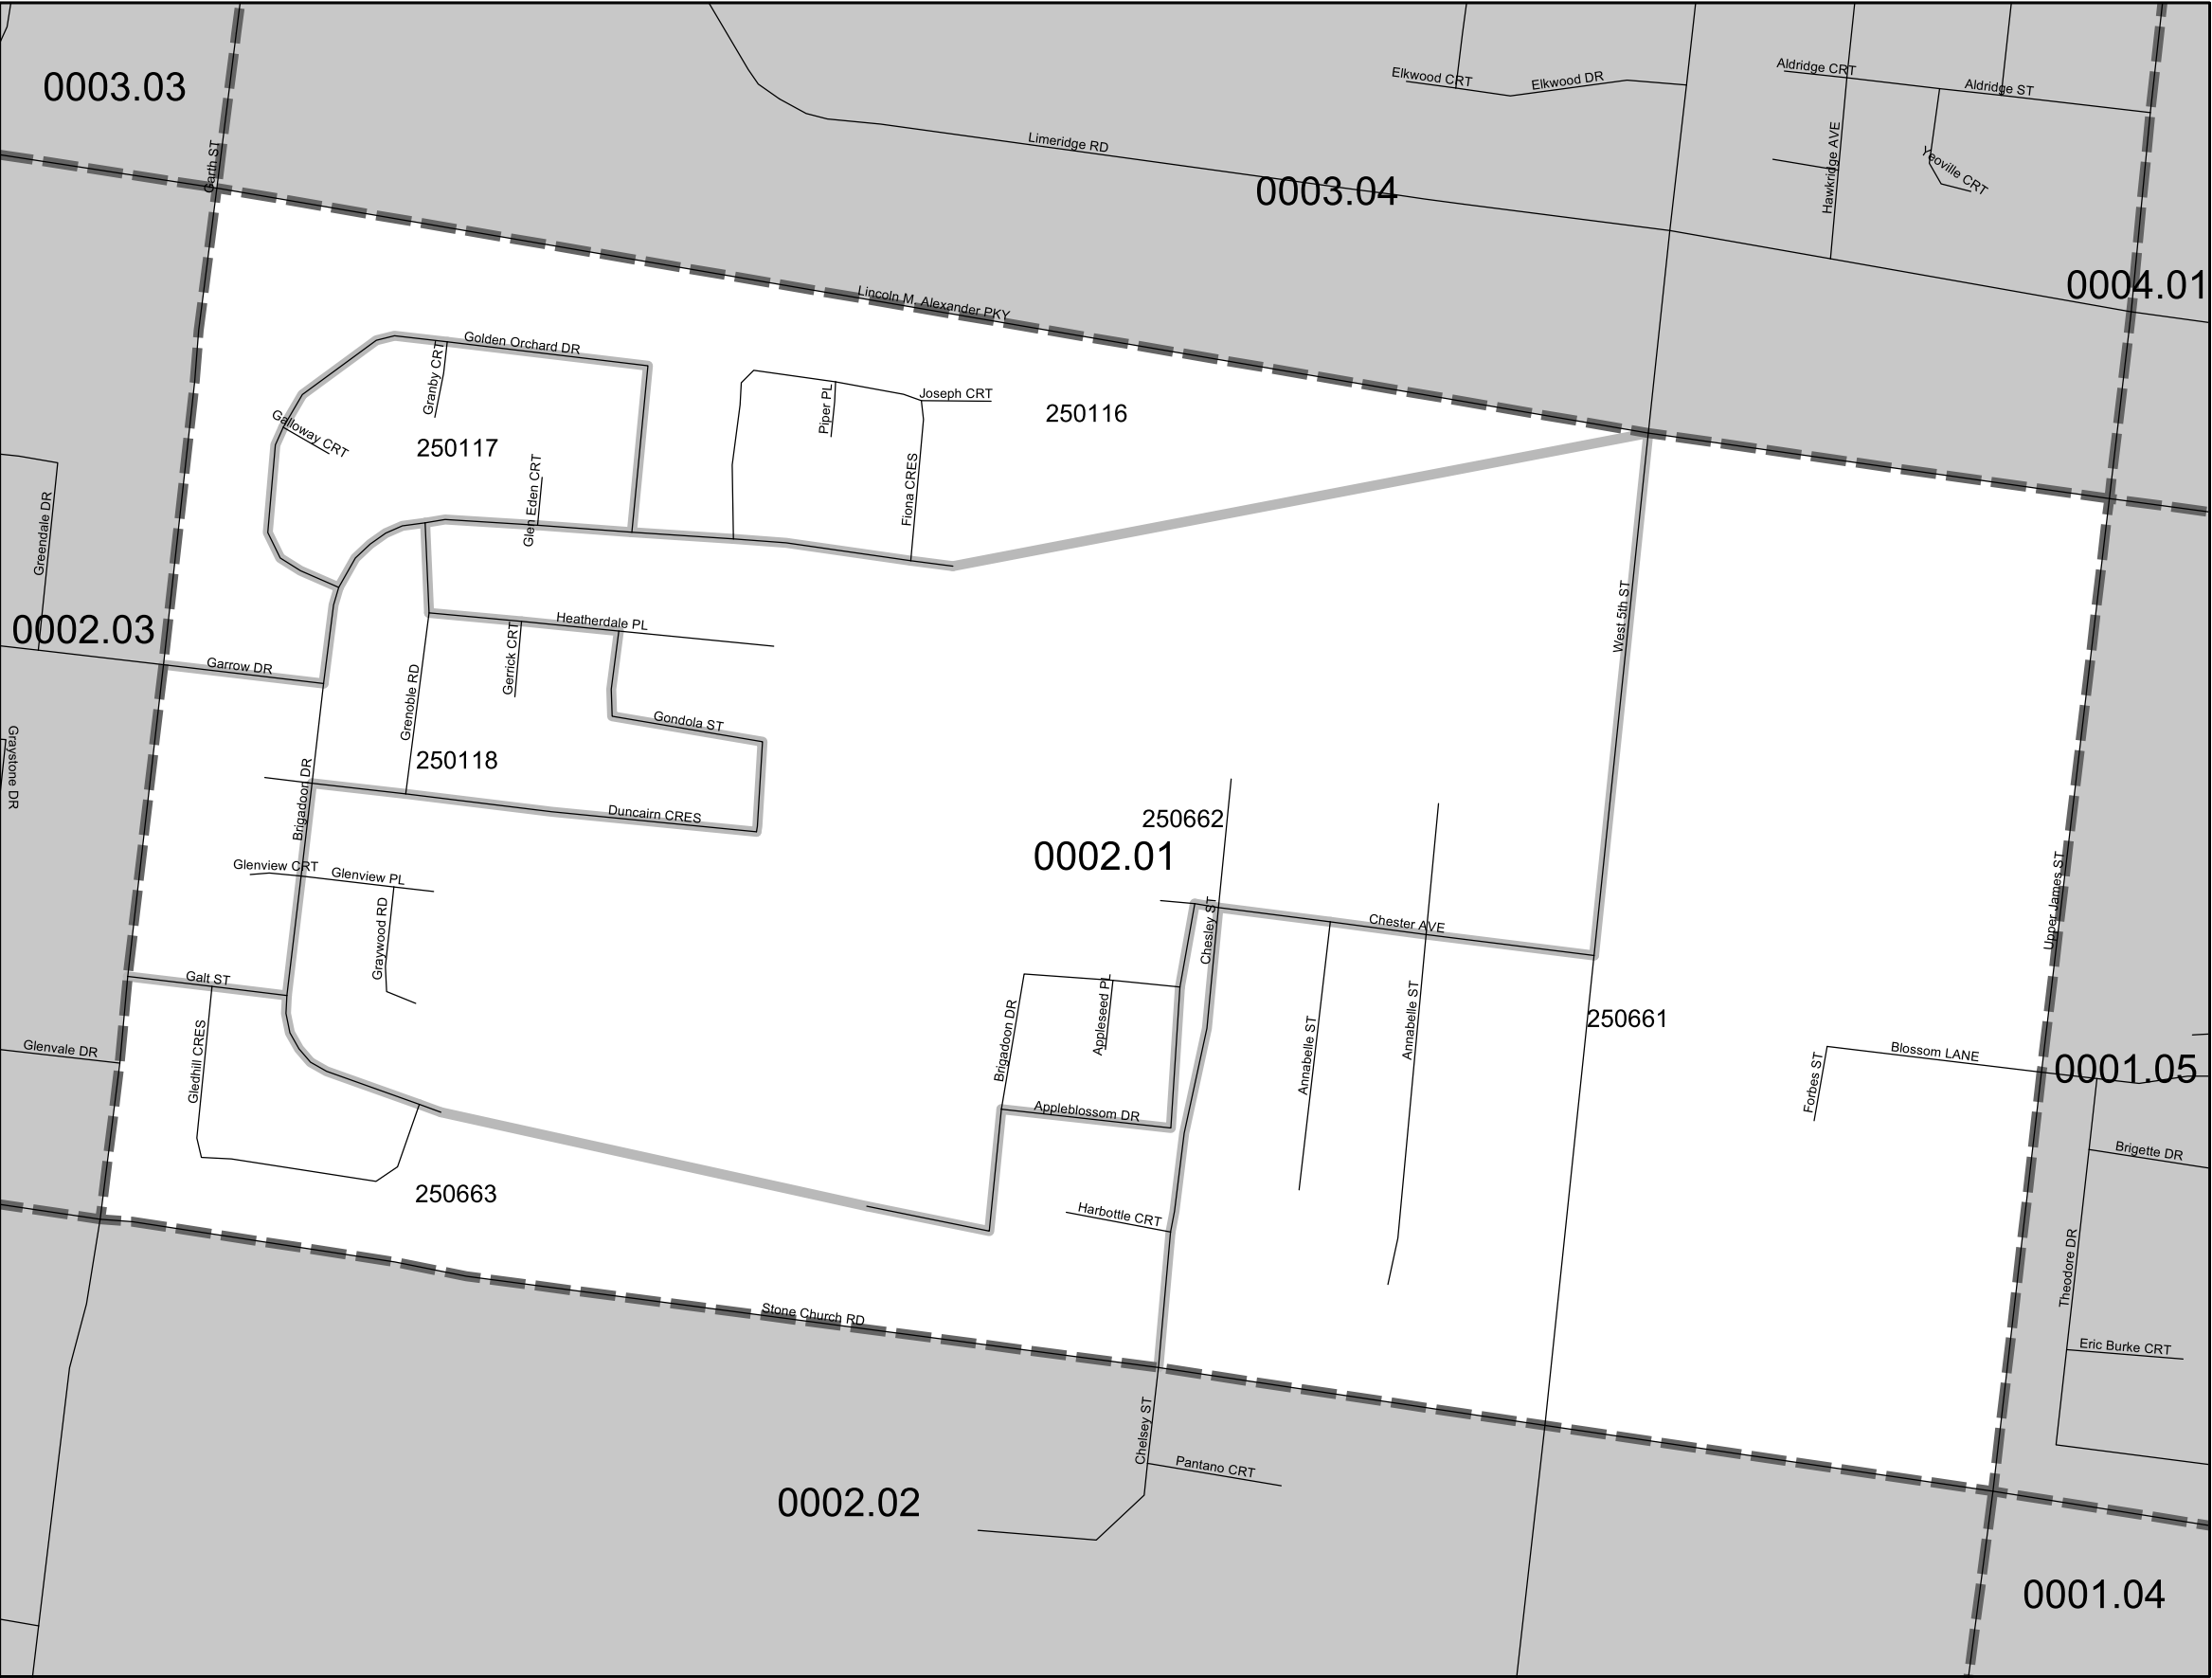 0003.03
Elkwood CRT
Elkwood DR
Aldridge CRT
Aldridge ST
Garth ST
Limeridge RD
0003.04
Hawkridge AVE
Yeoville CRT
0004.01
Lincoln M. Alexander PKY
Golden Orchard DR
Granby CRT
Galloway CRT
250117
Piper PL
Joseph CRT
250116
Glen Eden CRT
Fiona CRES
Greendale DR
0002.03
Heatherdale PL
West 5th ST
Garrow DR
Grenoble RD
Gerrick CRT
Gondola ST
Graystone DR
250118
Brigadoon DR
Duncairn CRES
250662
0002.01
Glenview CRT
Glenview PL
Graywood RD
Chesley ST
Chester AVE
Upper James ST
Galt ST
Brigadoon DR
Appleseed PL
Annabelle ST
Annabelle ST
250661
Glenvale DR
Gledhill CRES
Blossom LANE
Forbes ST
0001.05
Appleblossom DR
Brigette DR
250663
Harbottle CRT
Theodore DR
Stone Church RD
Eric Burke CRT
Chelsey ST
Pantano CRT
0002.02
0001.04